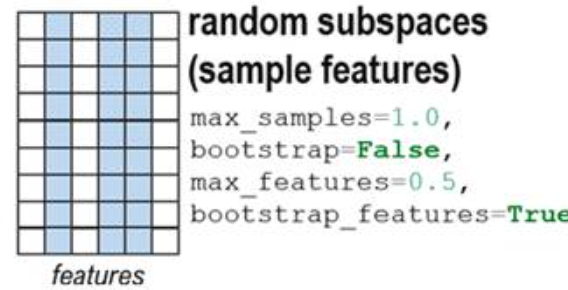 random subspaces
(sample features)
max_samples=1.0,
bootstrap=False,
max_features=0.5,
bootstrap_features=True
features